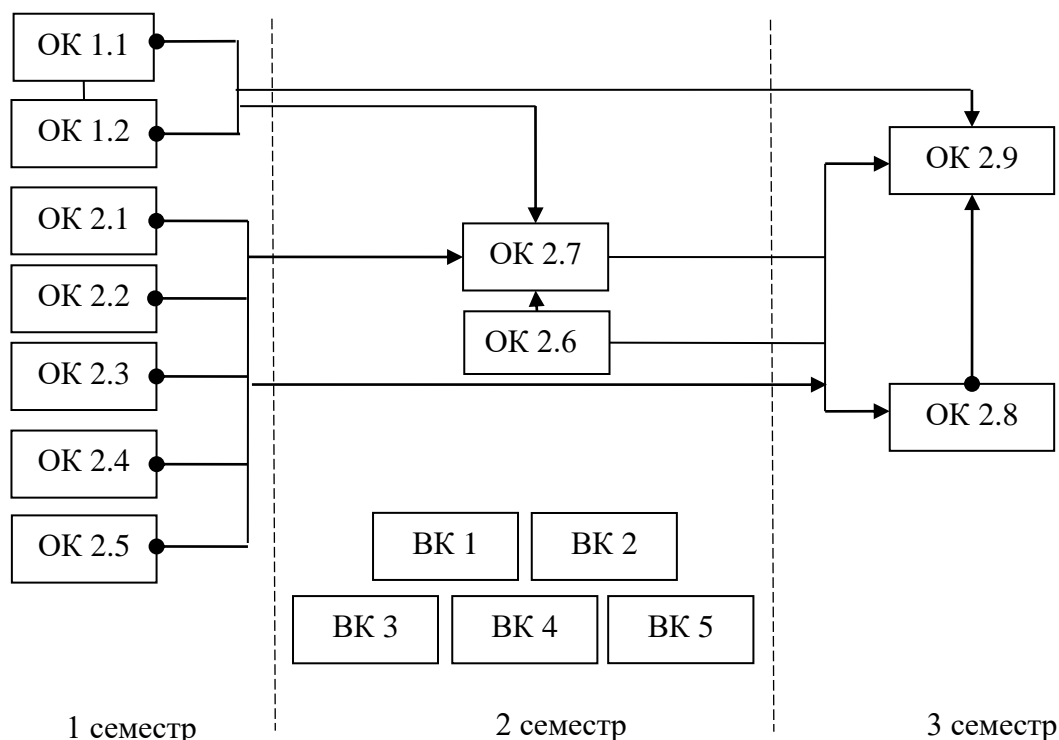 ОК 1.1
ОК 1.2
ОК 2.1
ОК 2.2
ОК 2.3
ОК 2.4
ОК 2.5
ОК 2.7
ОК 2.6
ВК 1
ВК 2
ВК 3
ВК 4
ВК 5
ОК 2.9
ОК 2.8
1 семестр
2 семестр
3 семестр